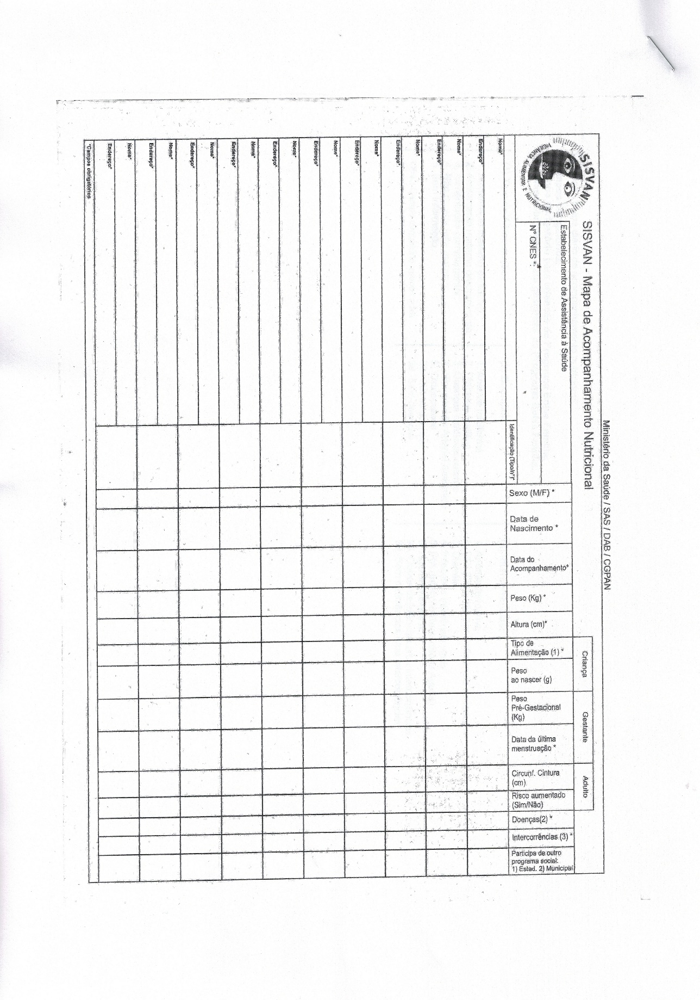 Ministério da Saúde / SAS / DAB / CGPAN
SISVAN
VIGILÂNCIA ALIMENTAR E NUTRICIONAL
SISVAN - Mapa de Acompanhamento Nutricional
Estabelecimento de Assistência à Saúde
Nº CNES *:
Criança
Gestante
Adulto
Identificação (Tipo/nº)*
Sexo (M/F) *
Data de
Nascimento *
Data do
Acompanhamento*
Peso (Kg) *
Altura (cm)*
Tipo de
Alimentação (1) *
Peso
ao nascer (g)
Peso
Pré-Gestacional
(Kg)
Data da última
menstruação *
Circunf. Cintura
(cm)
Risco aumentado
(Sim/Não)
Doenças(2) *
Intercorrências (3) *
Participa de outro
programa social:
1) Estad. 2) Municipal
Nome*
Endereço*
Nome*
Endereço*
Nome*
Endereço*
Nome*
Endereço*
Nome*
Endereço*
Nome*
Endereço*
Nome*
Endereço*
Nome*
Endereço*
Nome*
Endereço*
Nome*
Endereço*
*Campos obrigatórios